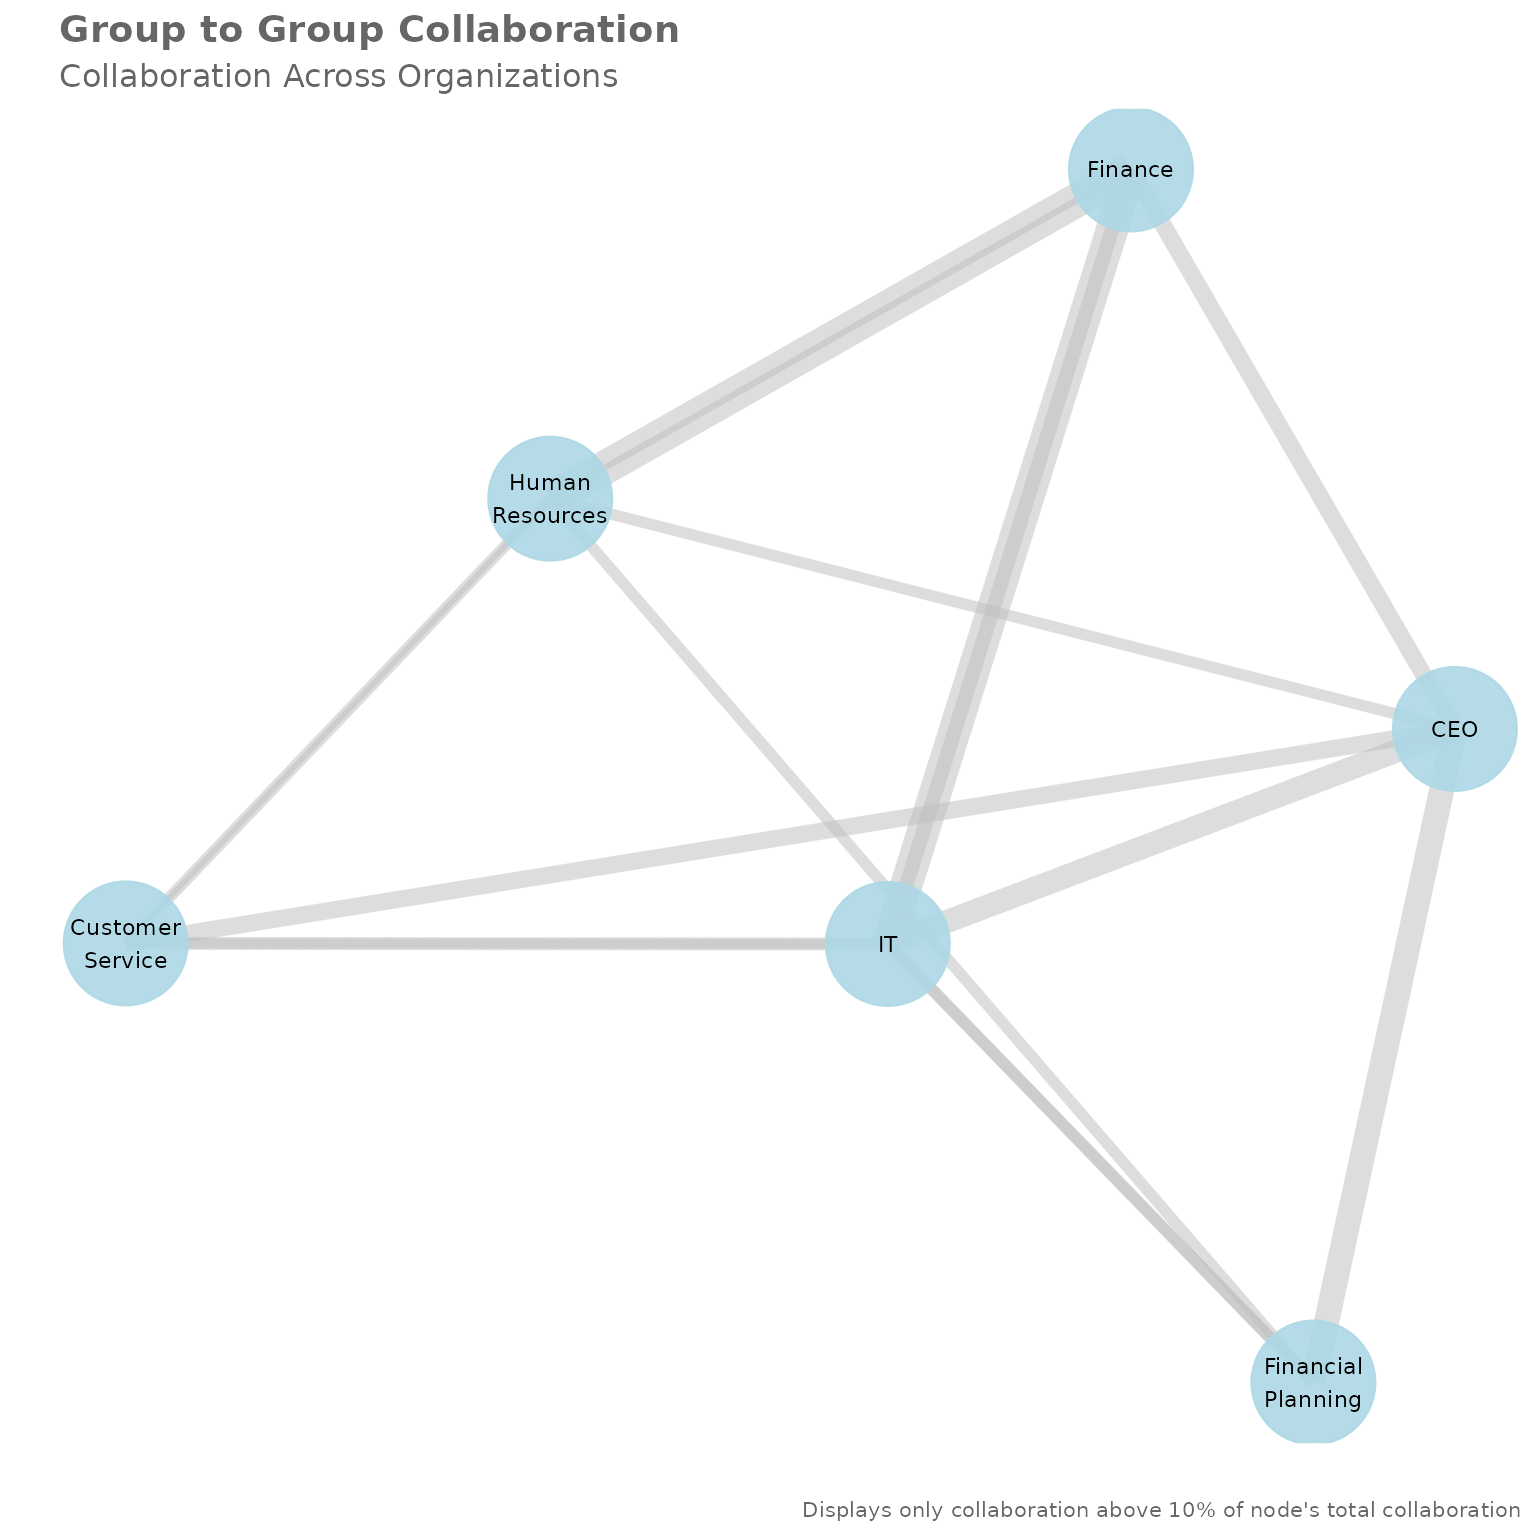 Group to Group Collaboration
Collaboration Across Organizations
Finance
Human
Resources
CEO
Customer
Service
IT
Financial
Planning
Displays only collaboration above 10% of node's total collaboration